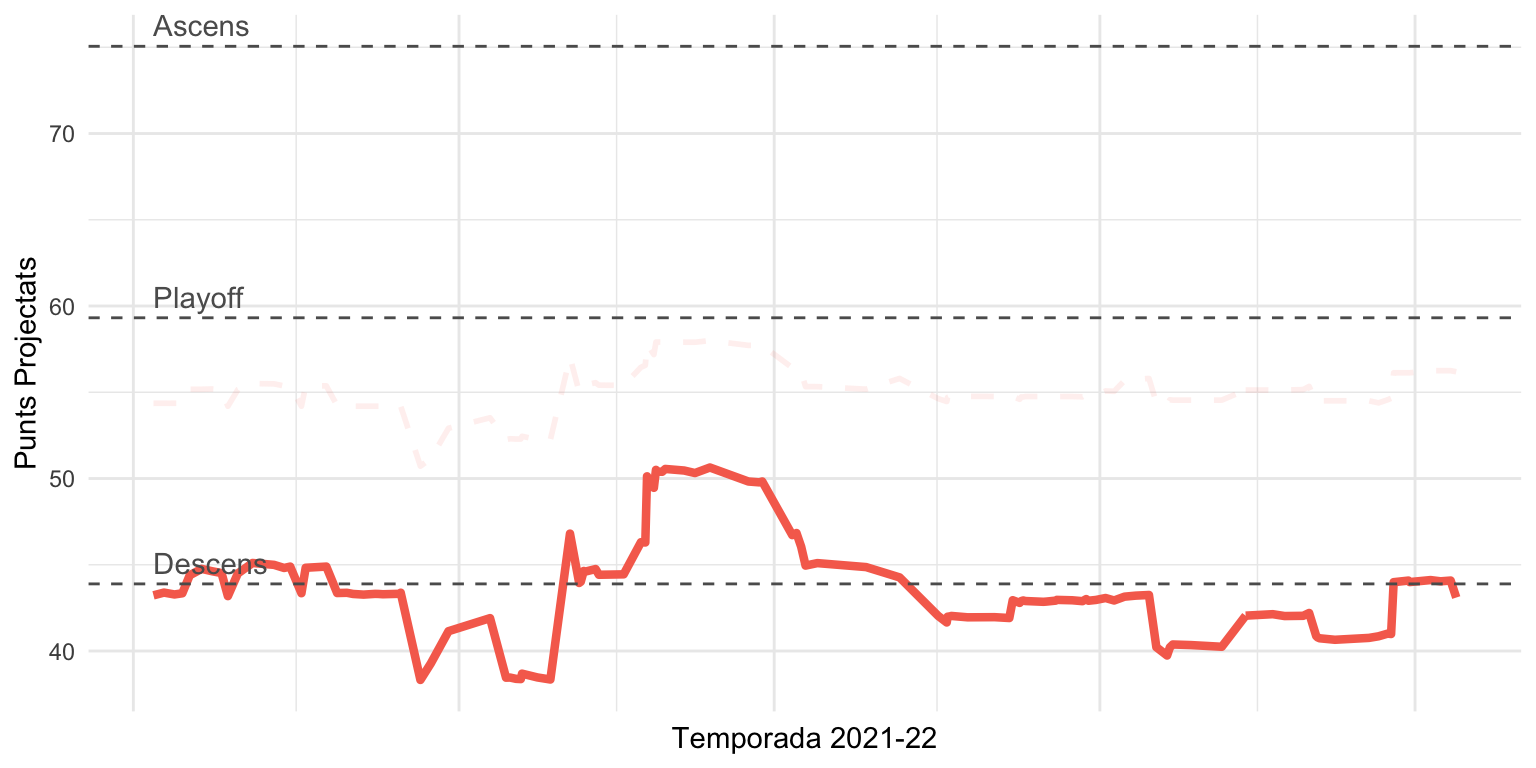 Ascens
70
Playoff
60
50
Descens
40
Punts Projectats
Temporada 2021-22